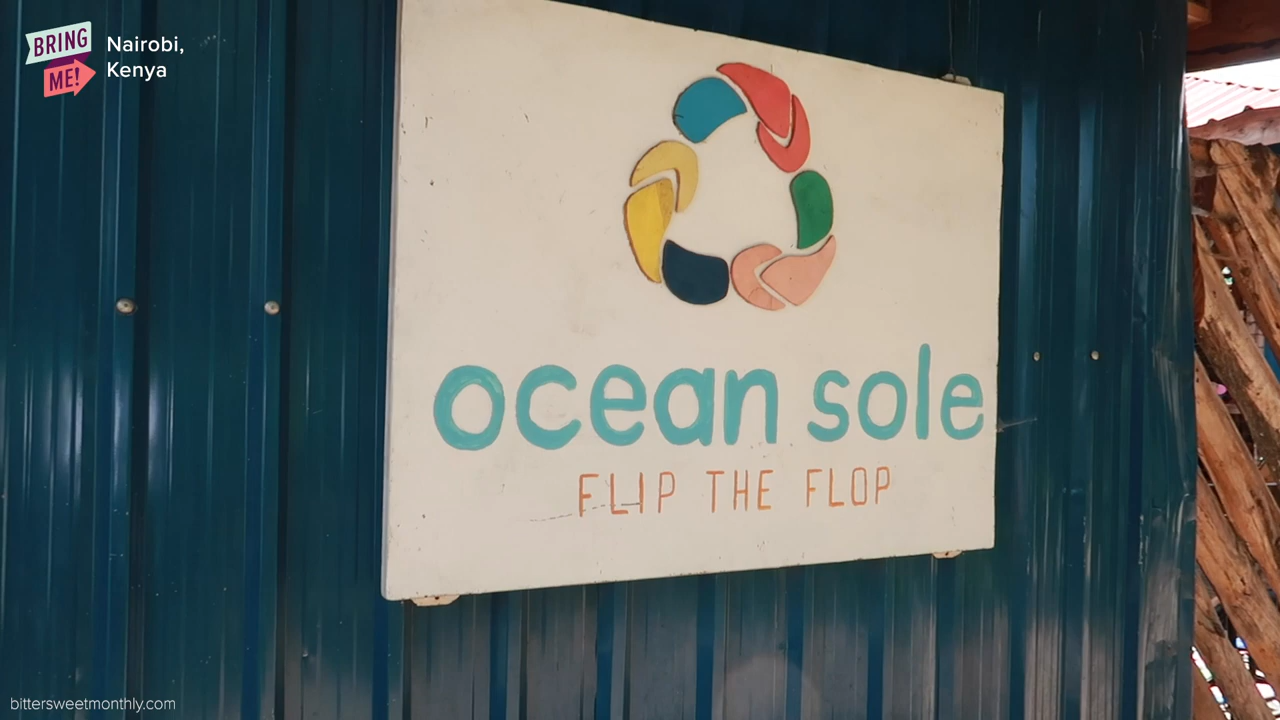 BRING
ME!
Nairobi,
Kenya
ocean sole
FLIP THE FLOP
bittersweetmonthly.com